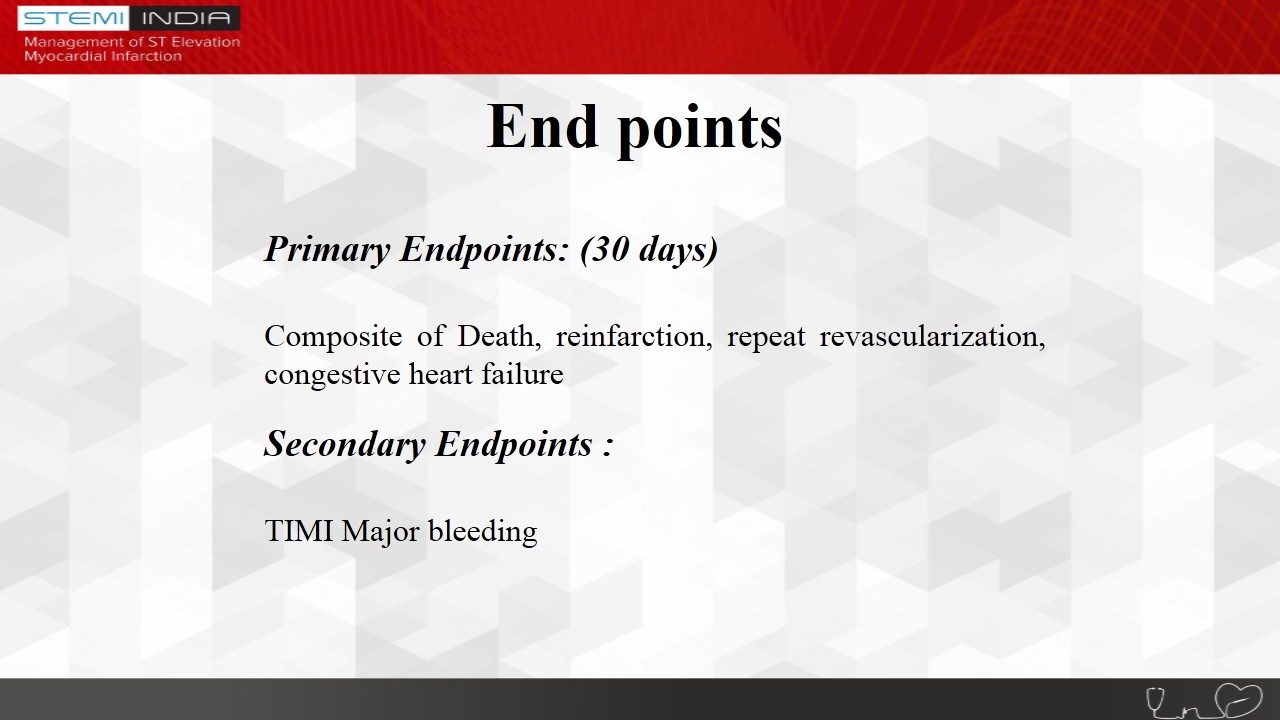 STEMI INDIA
Management of ST Elevation
Myocardial Infarction
End points
Primary Endpoints: (30 days)
Composite of Death, reinfarction, repeat revascularization,
congestive heart failure
Secondary Endpoints :
TIMI Major bleeding